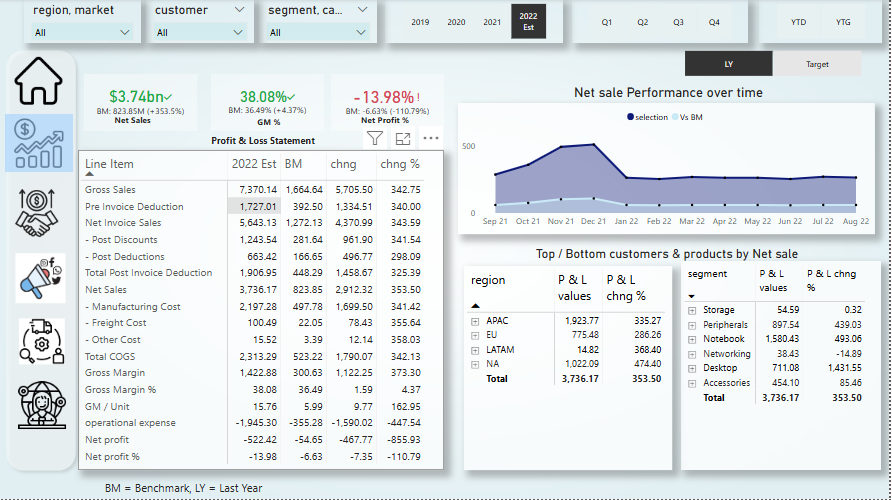 region, market
customer
segment, ca...
All
All
All
2019 2020 2021 2022 Est
Q1 Q2 Q3 Q4
YTD YTG
LY Target
$3.74bn
BM: 823.85M (+353.5%)
Net Sales
38.08%
BM: 36.49% (+4.37%)
GM %
-13.98% !
BM: -6.63% (-110.79%)
Net Profit %
Profit & Loss Statement
Line Item 2022 Est BM chng chng %
Gross Sales 7,370.14 1,664.64 5,705.50 342.75
Pre Invoice Deduction 1,727.01 392.50 1,334.51 340.00
Net Invoice Sales 5,643.13 1,272.13 4,370.99 343.59
- Post Discounts 1,243.54 281.64 961.90 341.54
- Post Deductions 663.42 166.65 496.77 298.09
Total Post Invoice Deduction 1,906.95 448.29 1,458.67 325.39
Net Sales 3,736.17 823.85 2,912.32 353.50
- Manufacturing Cost 2,197.28 497.78 1,699.50 341.42
- Freight Cost 100.49 22.05 78.43 355.64
- Other Cost 15.52 3.39 12.14 358.03
Total COGS 2,313.29 523.22 1,790.07 342.13
Gross Margin 1,422.88 300.63 1,122.25 373.30
Gross Margin % 38.08 36.49 1.59 4.37
GM / Unit 15.76 5.99 9.77 162.95
operational expense -1,945.30 -355.28 -1,590.02 -447.54
Net profit -522.42 -54.65 -467.77 -855.93
Net profit % -13.98 -6.63 -7.35 -110.79
BM = Benchmark, LY = Last Year
Net sale Performance over time
selection Vs BM
500
0
Sep 21 Oct 21 Nov 21 Dec 21 Jan 22 Feb 22 Mar 22 Apr 22 May 22 Jun 22 Jul 22 Aug 22
Top / Bottom customers & products by Net sale
region P & L values P & L chng %
APAC 1,923.77 335.27
EU 775.48 286.26
LATAM 14.82 368.40
NA 1,022.09 474.40
Total 3,736.17 353.50
segment P & L values P & L chng %
Storage 54.59 0.32
Peripherals 897.54 439.03
Notebook 1,580.43 493.06
Networking 38.43 -14.89
Desktop 711.08 1,431.55
Accessories 454.10 85.46
Total 3,736.17 353.50